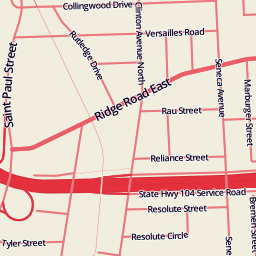 Collingwood Drive
Clinton Avenue North
Versailles Road
Rutledge Drive
Saint Paul Street
Seneca Avenue
Ridge Road East
Rau Street
Marburger Street
Reliance Street
State Hwy 104 Service Road
Resolute Street
Bremen Street
Resolute Circle
Tyler Street
Sene